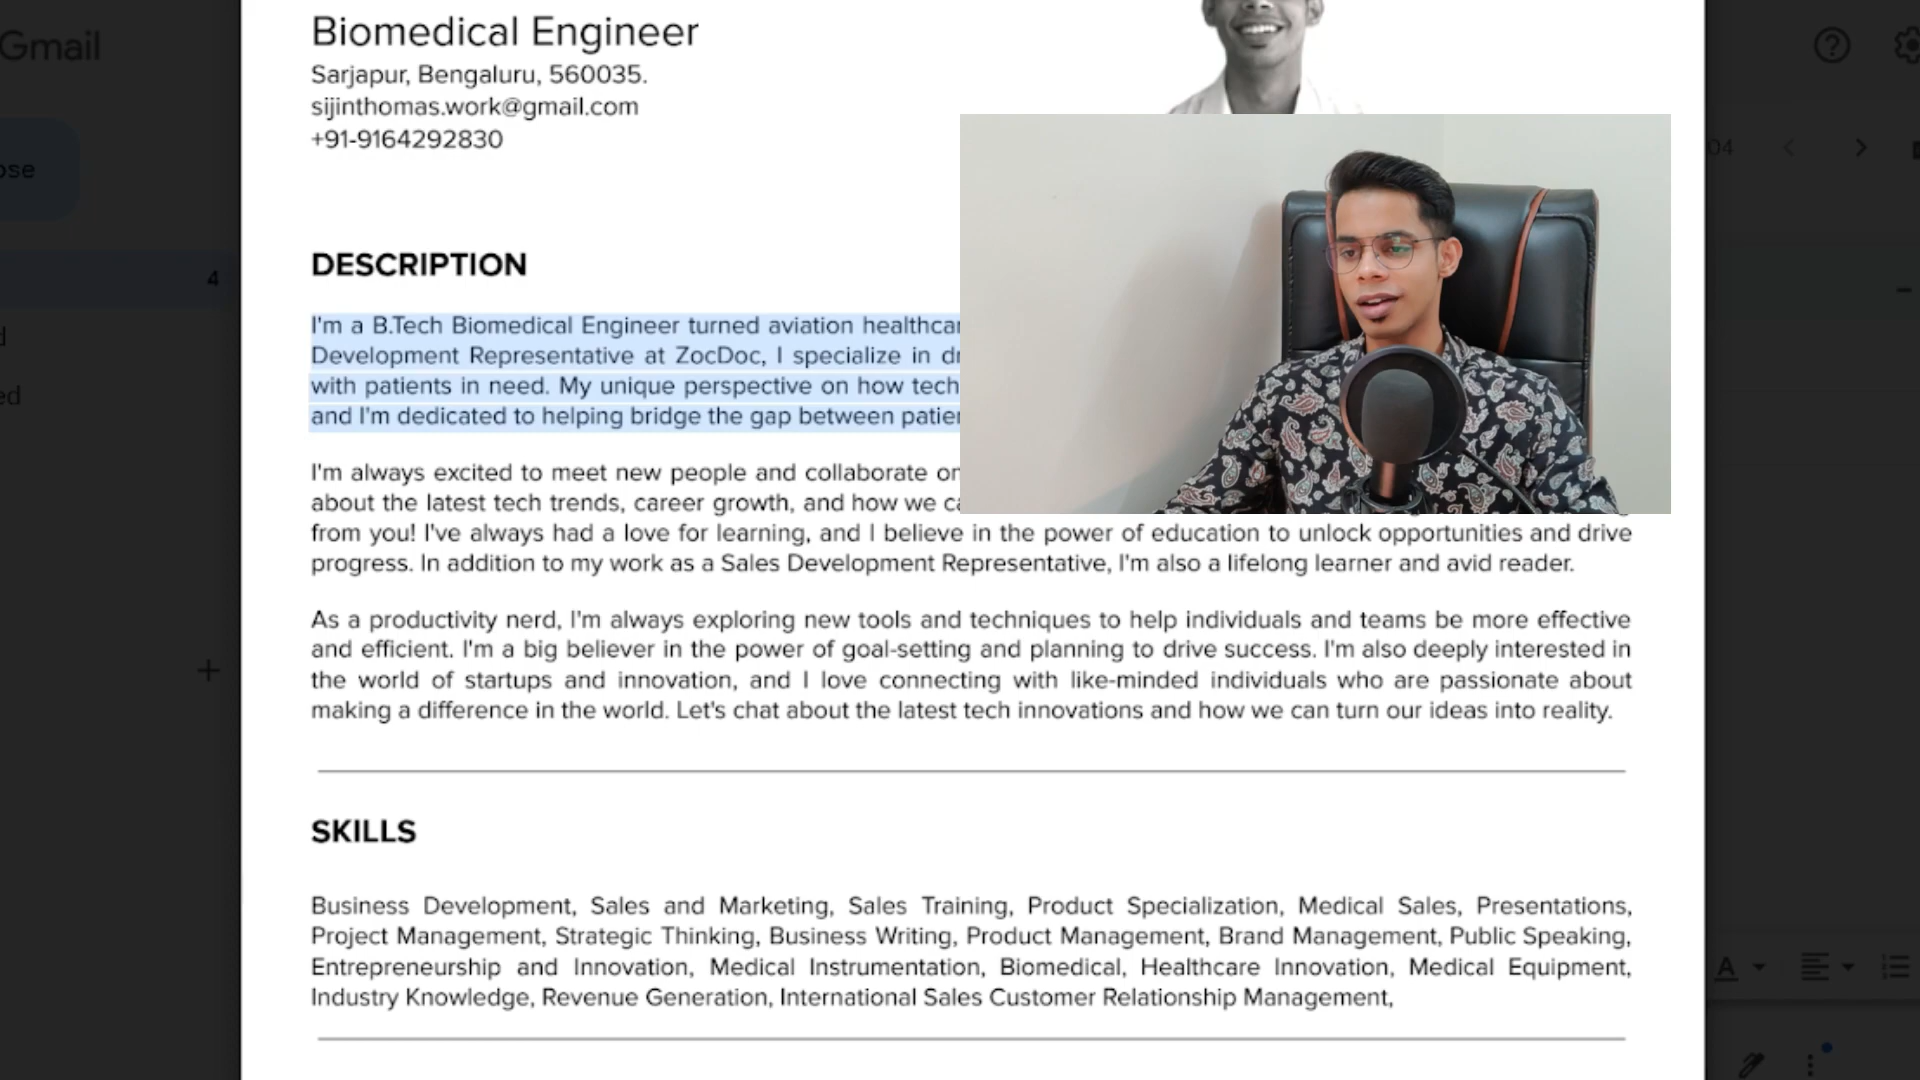 Gmail
Biomedical Engineer
Sarjapur, Bengaluru, 560035.
sijinthomas.work@gmail.com
+91-9164292830
04
ose
DESCRIPTION
4
I'm a B.Tech Biomedical Engineer turned aviation
Development Representative at ZocDoc, I specialize in
with patients in need. My unique perspective on how tech
and I'm dedicated to helping bridge the gap between
ed
I'm always excited to meet new people and collaborate
about the latest tech trends, career growth, and how we
from you! I've always had a love for learning, and I believe in the power of education to unlock opportunities and drive
progress. In addition to my work as a Sales Development Representative, I'm also a lifelong learner and avid reader.
As a productivity nerd, I'm always exploring new tools and techniques to help individuals and teams be more effective
and efficient. I'm a big believer in the power of goal-setting and planning to drive success. I'm also deeply interested in
the world of startups and innovation, and I love connecting with like-minded individuals who are passionate about
making a difference in the world. Let's chat about the latest tech innovations and how we can turn our ideas into reality.
SKILLS
Business Development, Sales and Marketing, Sales Training, Product Specialization, Medical Sales, Presentations,
Project Management, Strategic Thinking, Business Writing, Product Management, Brand Management, Public Speaking,
Entrepreneurship and Innovation, Medical Instrumentation, Biomedical, Healthcare Innovation, Medical Equipment,
Industry Knowledge, Revenue Generation, International Sales Customer Relationship Management,